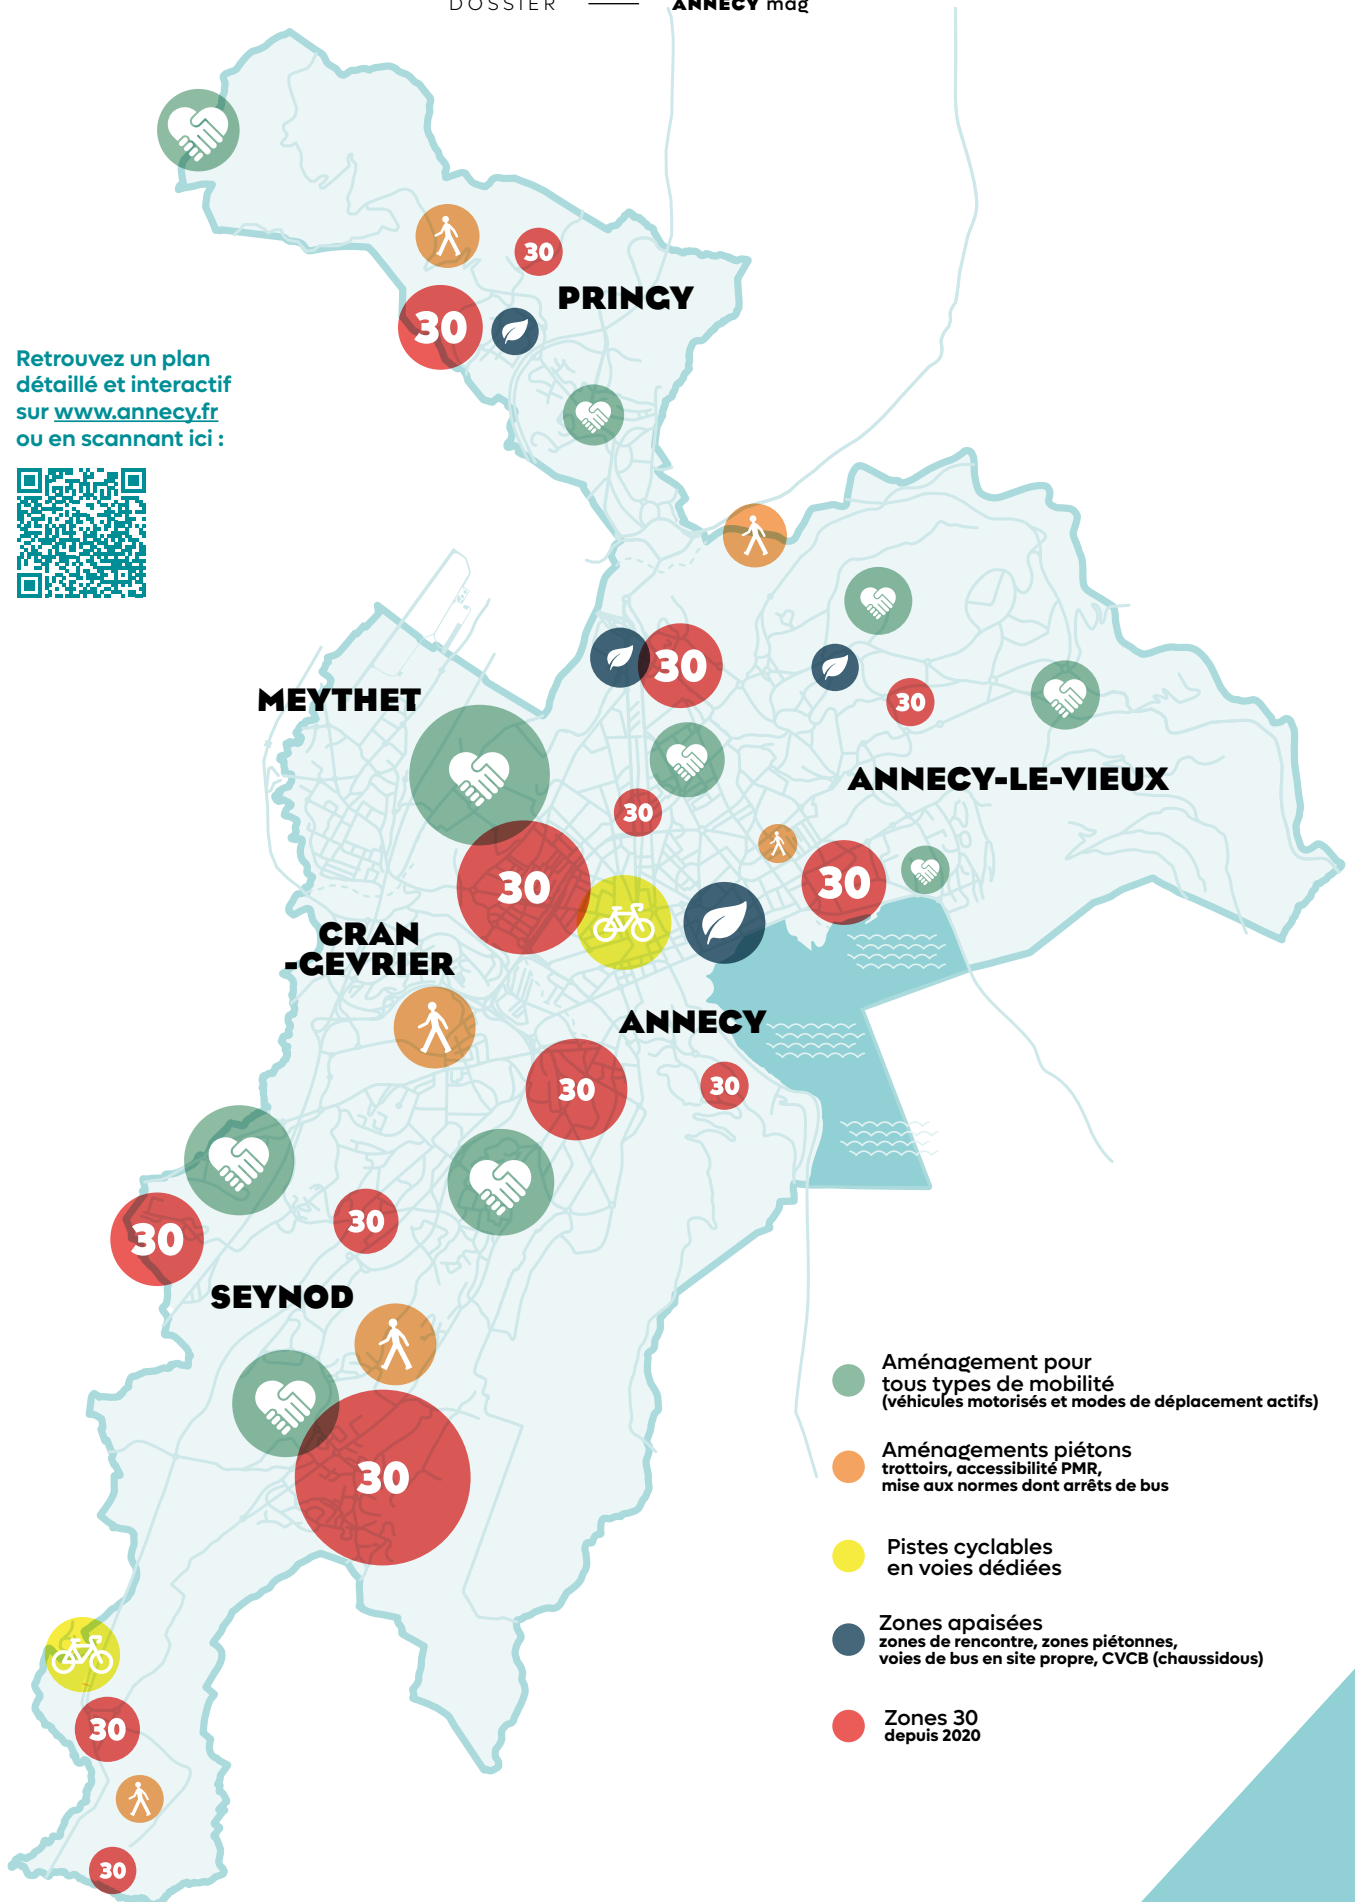 DOSSIER — ANNECY mag
30
PRINGY
30
Retrouvez un plan
détaillé et interactif
sur www.annecy.fr
ou en scannant ici :
30
MEYTHET
30
ANNECY-LE-VIEUX
30
30
30
CRAN
-GEVRIER
ANNECY
30
30
30
30
SEYNOD
30
Aménagement pour
tous types de mobilité
(véhicules motorisés et modes de déplacement actifs)
Aménagements piétons
trottoirs, accessibilité PMR,
mise aux normes dont arrêts de bus
Pistes cyclables
en voies dédiées
Zones apaisées
zones de rencontre, zones piétonnes,
voies de bus en site propre, CVCB (chaussidous)
Zones 30
depuis 2020
30
30